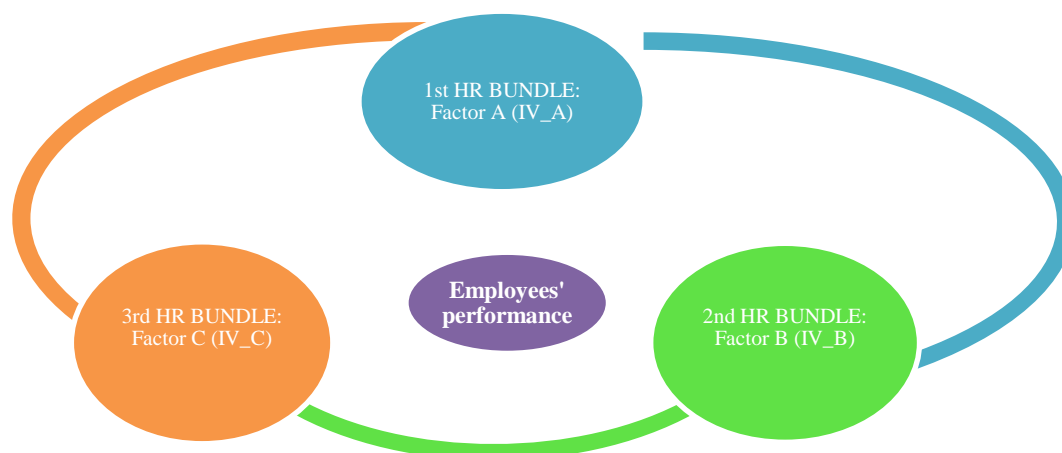 1st HR BUNDLE:
Factor A (IV_A)
Employees'
performance
3rd HR BUNDLE:
Factor C (IV_C)
2nd HR BUNDLE:
Factor B (IV_B)